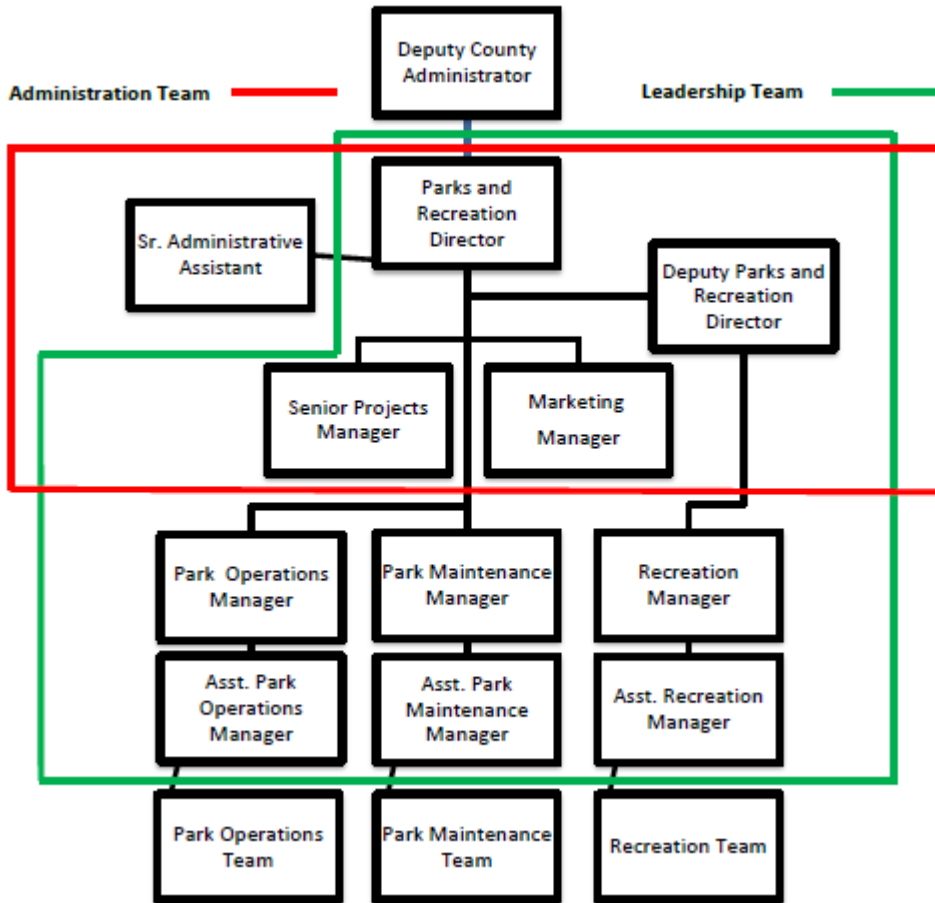 Deputy County
Administrator
Administration Team
Leadership Team
Parks and
Recreation
Director
Sr. Administrative
Assistant
Deputy Parks and
Recreation
Director
Senior Projects
Manager
Marketing
Manager
Park Operations
Manager
Park Maintenance
Manager
Recreation
Manager
Asst. Park
Operations
Manager
Asst. Park
Maintenance
Manager
Asst. Recreation
Manager
Park Operations
Team
Park Maintenance
Team
Recreation Team